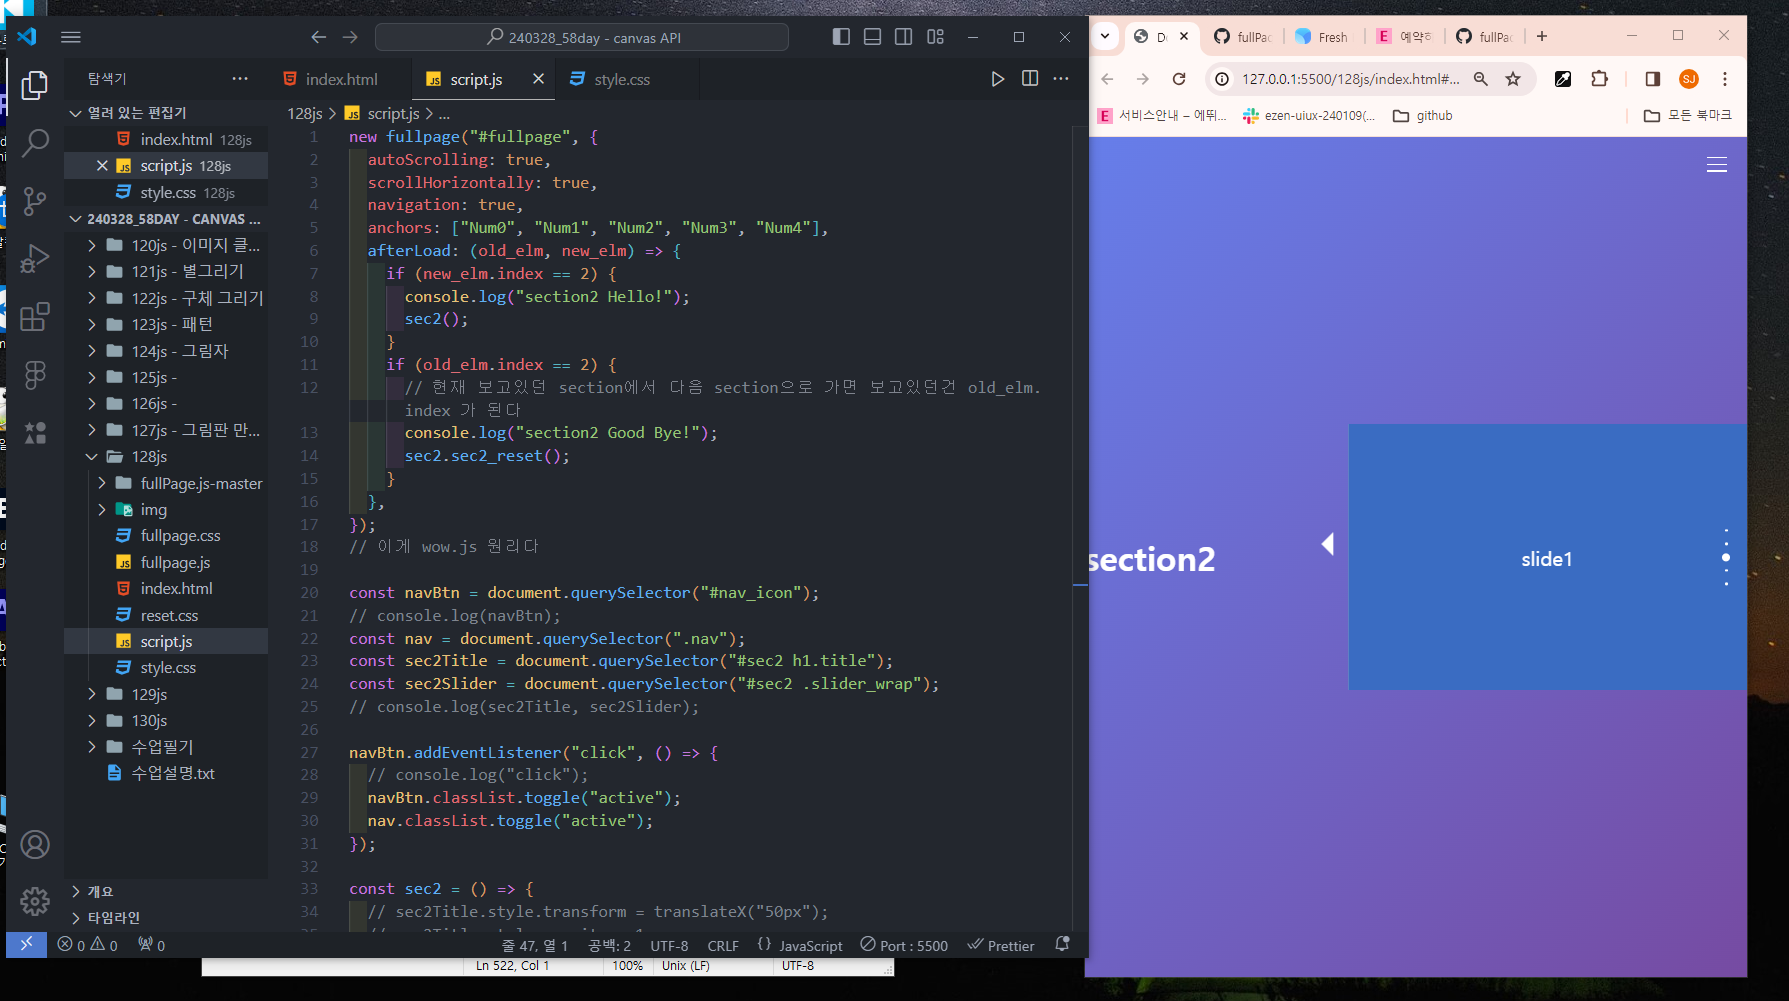 240328_58day - canvas API
탐색기
index.html
script.js
style.css
열려 있는 편집기
index.html 128js
script.js 128js
style.css 128js
240328_58DAY - CANVAS ...
120js - 이미지 클...
121js - 별그리기
122js - 구체 그리기
123js - 패턴
124js - 그림자
125js -
126js -
127js - 그림판 만...
128js
fullPage.js-master
img
fullpage.css
fullpage.js
index.html
reset.css
script.js
style.css
129js
130js
수업필기
수업설명.txt
개요
타임라인
128js > script.js > ...
1 new fullpage("#fullpage", {
2 autoScrolling: true,
3 scrollHorizontally: true,
4 navigation: true,
5 anchors: ["Num0", "Num1", "Num2", "Num3", "Num4"],
6 afterLoad: (old_elm, new_elm) => {
7 if (new_elm.index == 2) {
8 console.log("section2 Hello!");
9 sec2();
10 }
11 if (old_elm.index == 2) {
12 // 현재 보고있던 section에서 다음 section으로 가면 보고있던건 old_elm.
index 가 된다
13 console.log("section2 Good Bye!");
14 sec2.sec2_reset();
15 }
16 },
17 });
18 // 이게 wow.js 원리다
19
20 const navBtn = document.querySelector("#nav_icon");
21 // console.log(navBtn);
22 const nav = document.querySelector(".nav");
23 const sec2Title = document.querySelector("#sec2 h1.title");
24 const sec2Slider = document.querySelector("#sec2 .slider_wrap");
25 // console.log(sec2Title, sec2Slider);
26
27 navBtn.addEventListener("click", () => {
28 // console.log("click");
29 navBtn.classList.toggle("active");
30 nav.classList.toggle("active");
31 });
32
33 const sec2 = () => {
34 // sec2Title.style.transform = translateX("50px");
0 0 0
줄 47, 열 1 공백: 2 UTF-8 CRLF {} JavaScript Port : 5500 Prettier
Ln 522, Col 1 100% Unix (LF) UTF-8
fullPac
Fresh
예약하
fullPac
127.0.0.1:5500/128js/index.html#...
SJ
서비스안내 – 에뛰...
ezen-uiux-240109(...
github
모든 북마크
section2
slide1